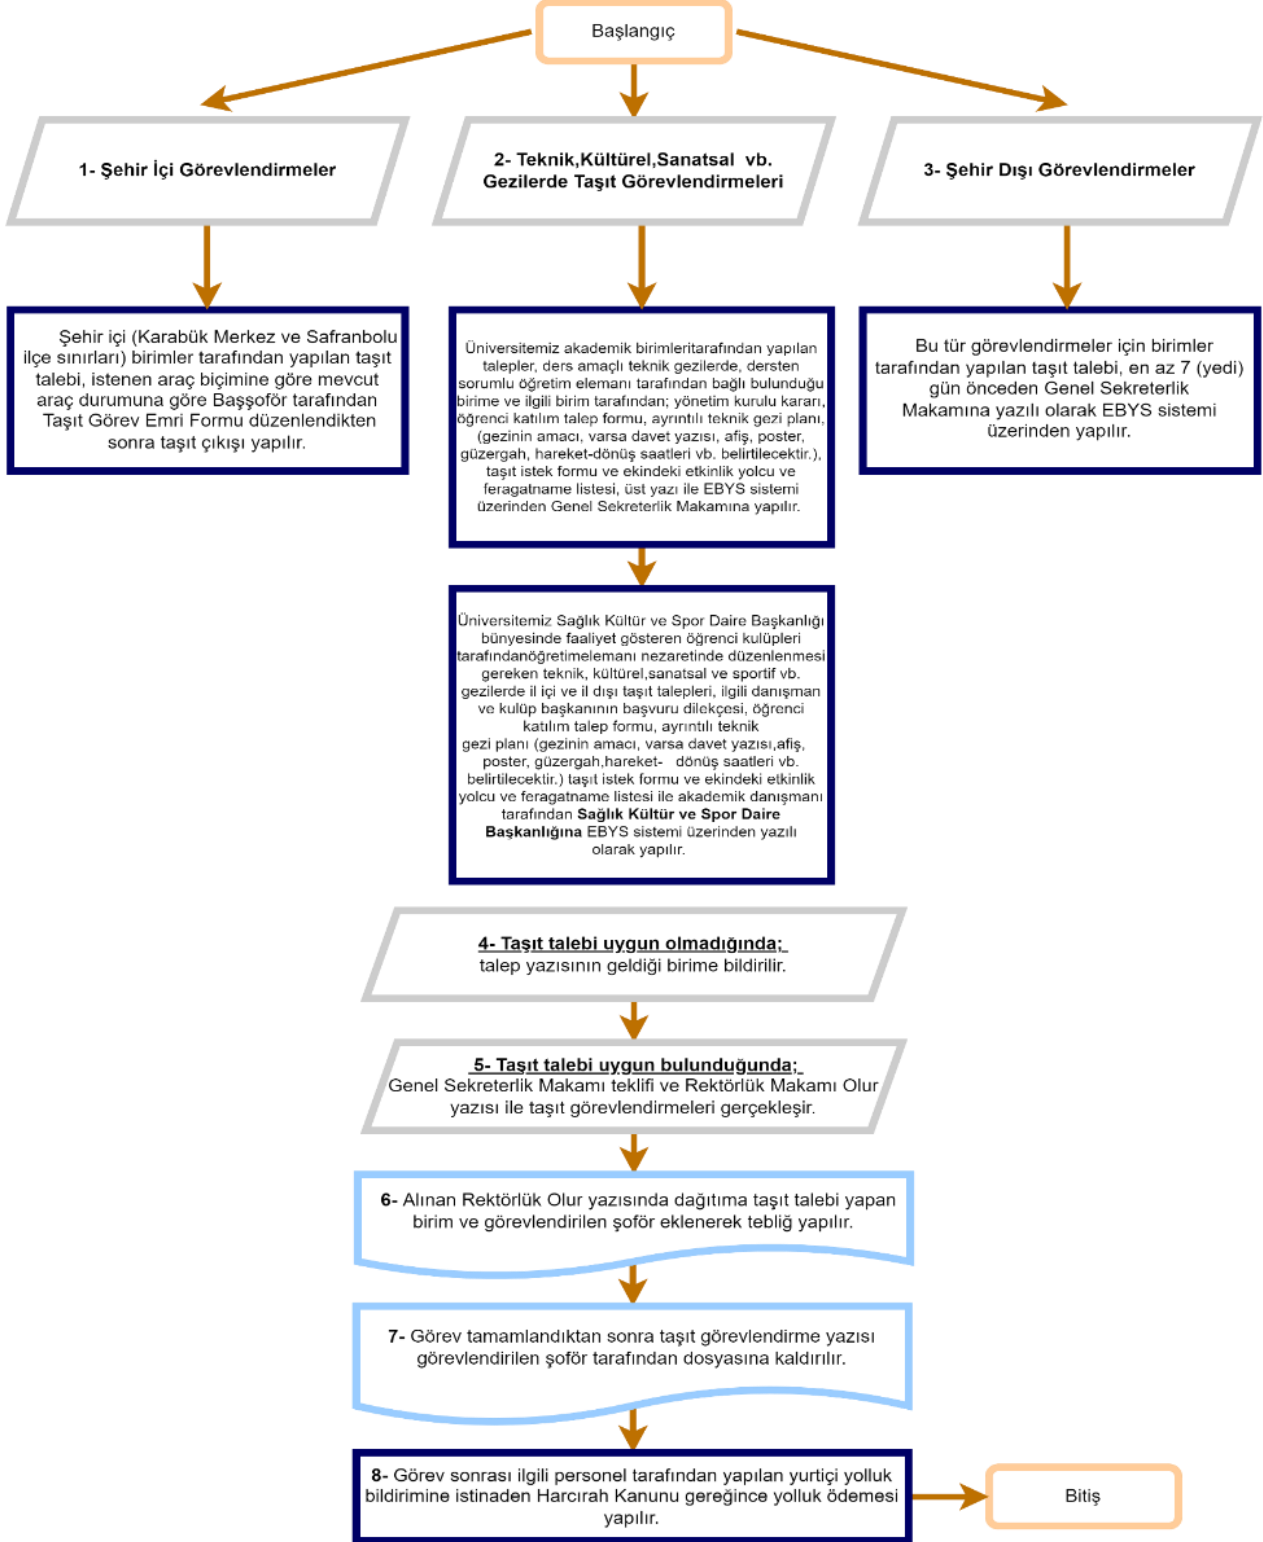 Başlangıç
1- Şehir İçi Görevlendirmeler
2- Teknik,Kültürel,Sanatsal vb.
Gezilerde Taşıt Görevlendirmeleri
3- Şehir Dışı Görevlendirmeler
Şehir içi (Karabük Merkez ve Safranbolu
ilçe sınırları) birimler tarafından yapılan taşıt
talebi, istenen araç biçimine göre mevcut
araç durumuna göre Başşoför tarafından
Taşıt Görev Emri Formu düzenlendikten
sonra taşıt çıkışı yapılır.
Üniversitemiz akademik birimleritarafından yapılan
talepler, ders amaçlı teknik gezilerde, dersten
sorumlu öğretim elemanı tarafından bağlı bulunduğu
birime ve ilgili birim tarafından; yönetim kurulu kararı,
öğrenci katılım talep formu, ayrıntılı teknik gezi planı,
(gezinin amacı, varsa davet yazısı, afiş, poster,
güzergah, hareket-dönüş saatleri vb. belirtilecektir.),
taşıt istek formu ve ekindeki etkinlik yolcu ve
feragatname listesi, üst yazı ile EBYS sistemi
üzerinden Genel Sekreterlik Makamına yapılır.
Bu tür görevlendirmeler için birimler
tarafından yapılan taşıt talebi, en az 7 (yedi)
gün önceden Genel Sekreterlik
Makamına yazılı olarak EBYS sistemi
üzerinden yapılır.
Üniversitemiz Sağlık Kültür ve Spor Daire Başkanlığı
bünyesinde faaliyet gösteren öğrenci kulüpleri
tarafındanöğretimelemanı nezaretinde düzenlenmesi
gereken teknik, kültürel,sanatsal ve sportif vb.
gezilerde il içi ve il dışı taşıt talepleri, ilgili danışman
ve kulüp başkanının başvuru dilekçesi, öğrenci
katılım talep formu, ayrıntılı teknik
gezi planı (gezinin amacı, varsa davet yazısı,afiş,
poster, güzergah,hareket- dönüş saatleri vb.
belirtilecektir.) taşıt istek formu ve ekindeki etkinlik
yolcu ve feragatname listesi ile akademik danışmanı
tarafından Sağlık Kültür ve Spor Daire
Başkanlığına EBYS sistemi üzerinden yazılı
olarak yapılır.
4- Taşıt talebi uygun olmadığında;
talep yazısının geldiği birime bildirilir.
5- Taşıt talebi uygun bulunduğunda;
Genel Sekreterlik Makamı teklifi ve Rektörlük Makamı Olur
yazısı ile taşıt görevlendirmeleri gerçekleşir.
6- Alınan Rektörlük Olur yazısında dağıtıma taşıt talebi yapan
birim ve görevlendirilen şoför eklenerek tebliğ yapılır.
7- Görev tamamlandıktan sonra taşıt görevlendirme yazısı
görevlendirilen şoför tarafından dosyasına kaldırılır.
8- Görev sonrası ilgili personel tarafından yapılan yurtiçi yolluk
bildirimine istinaden Harcırah Kanunu gereğince yolluk ödemesi
yapılır.
Bitiş